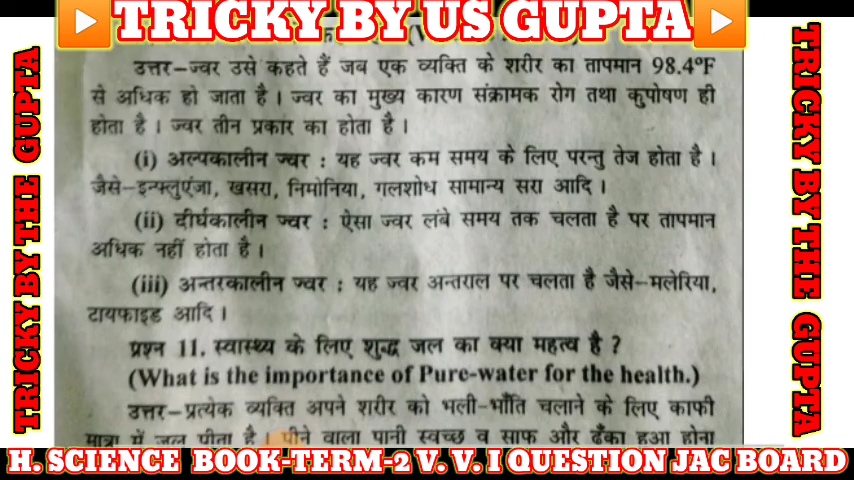 TRICKY BY US GUPTA
उत्तर–ज्वर उसे कहते हैं जब एक व्यक्ति के शरीर का तापमान 98.4ºF
से अधिक हो जाता है । ज्वर का मुख्य कारण संक्रामक रोग तथा कुपोषण ही
होता है । ज्वर तीन प्रकार का होता है ।
(i) अल्पकालीन ज्वर : यह ज्वर कम समय के लिए परन्तु तेज होता है ।
जैसे–इन्फ्लुएंजा, खसरा, निमोनिया, गलशोध सामान्य सरा आदि ।
(ii) दीर्घकालीन ज्वर : ऐसा ज्वर लंबे समय तक चलता है पर तापमान
अधिक नहीं होता है ।
(iii) अन्तरकालीन ज्वर : यह ज्वर अन्तराल पर चलता है जैसे–मलेरिया,
टायफाइड आदि ।
प्रश्न 11. स्वास्थ्य के लिए शुद्ध जल का क्या महत्व है ?
(What is the importance of Pure-water for the health.)
उत्तर–प्रत्येक व्यक्ति अपने शरीर को भली-भाँति चलाने के लिए काफी
मात्रा में जल पीता है । पीने वाला पानी स्वच्छ व साफ और ढँका हुआ होना
TRICKY BY THE GUPTA
TRICKY BY THE GUPTA
H. SCIENCE BOOK-TERM-2 V. V. I QUESTION JAC BOARD